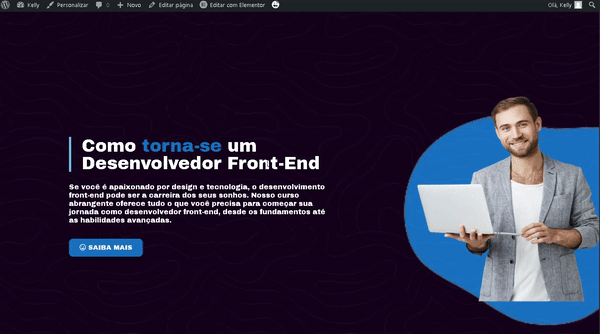 Kelly Personalizar 0 Novo Editar página Editar com Elementor Olá, Kelly
Como torna-se um
Desenvolvedor Front-End
Se você é apaixonado por design e tecnologia, o desenvolvimento
front-end pode ser a carreira dos seus sonhos. Nosso curso
abrangente oferece tudo o que você precisa para começar sua
jornada como desenvolvedor front-end, desde os fundamentos até
as habilidades avançadas.
SAIBA MAIS